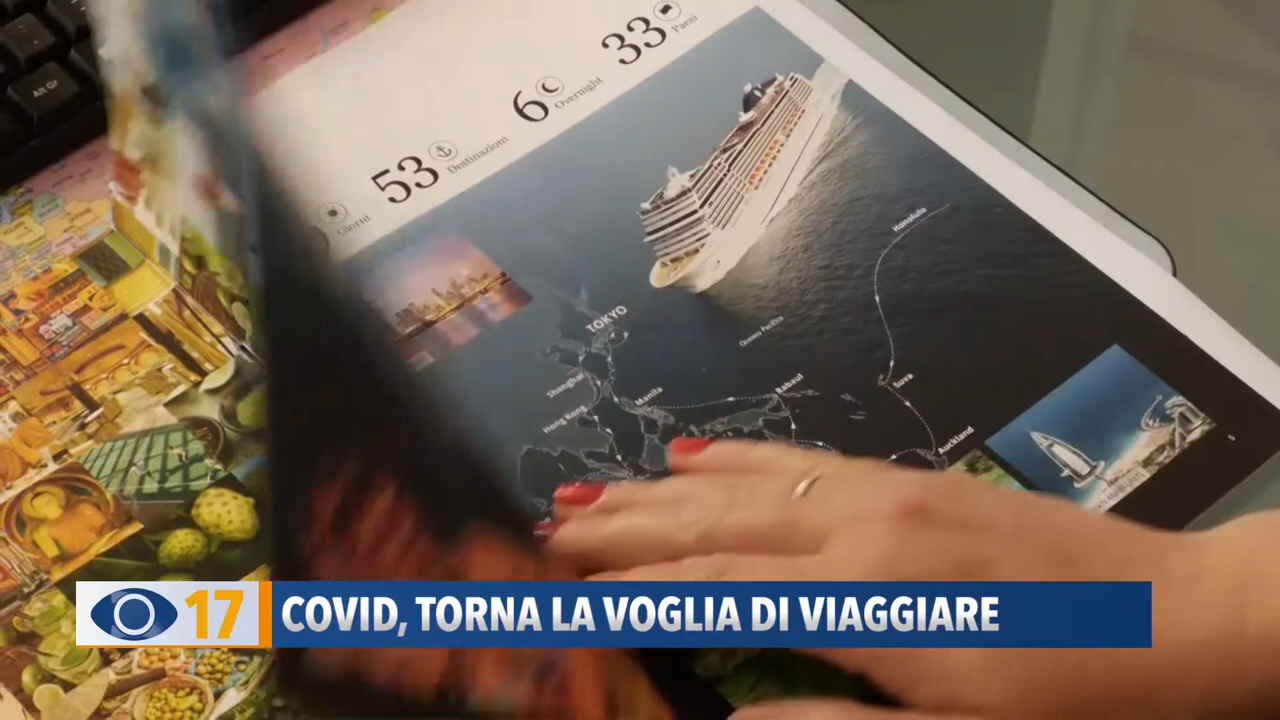 Alt Gr
33
Paesi
6
Overnight
53
Destinazioni
Giorni
Honolulu
TOKYO
Oceano Pacifico
Shanghai
Manila
Rabaul
Suva
Hong Kong
Auckland
17 COVID, TORNA LA VOGLIA DI VIAGGIARE